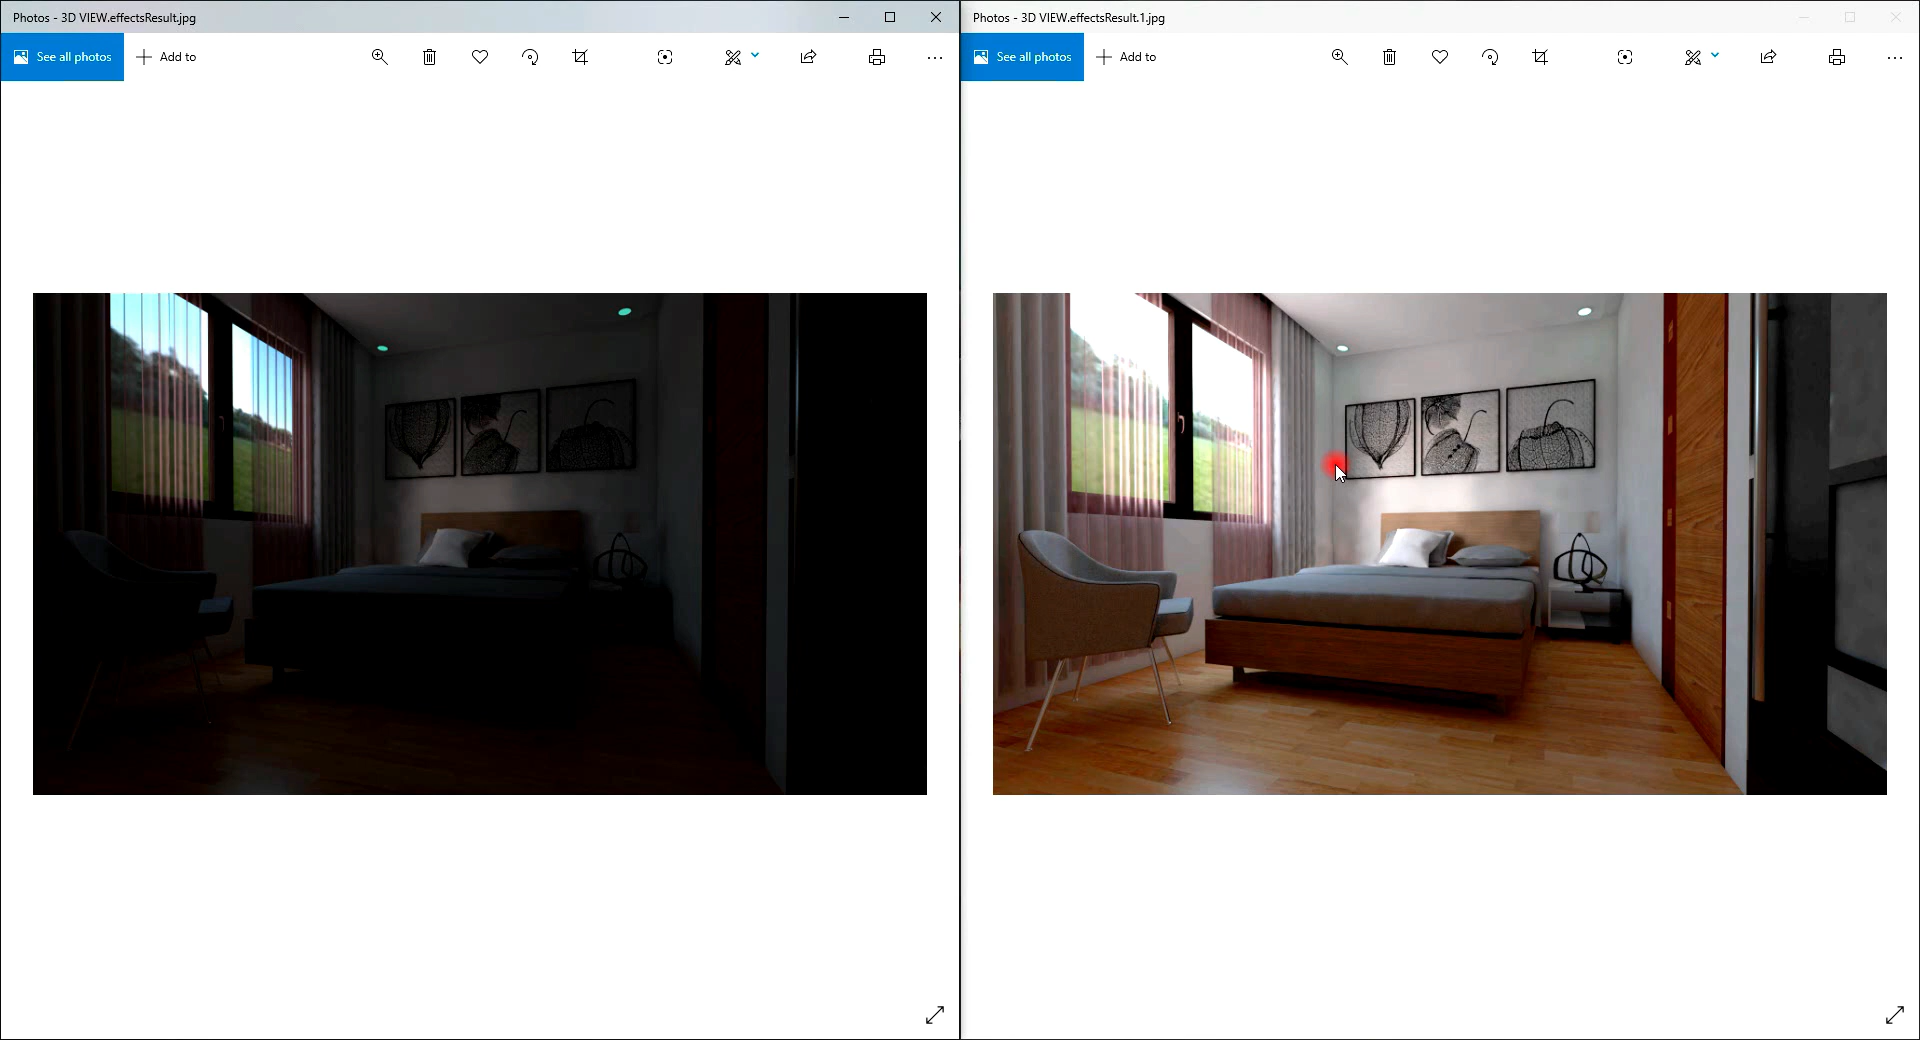 Photos - 3D VIEW.effectsResult.jpg
See all photos
Add to
Photos - 3D VIEW.effectsResult.1.jpg
See all photos
Add to